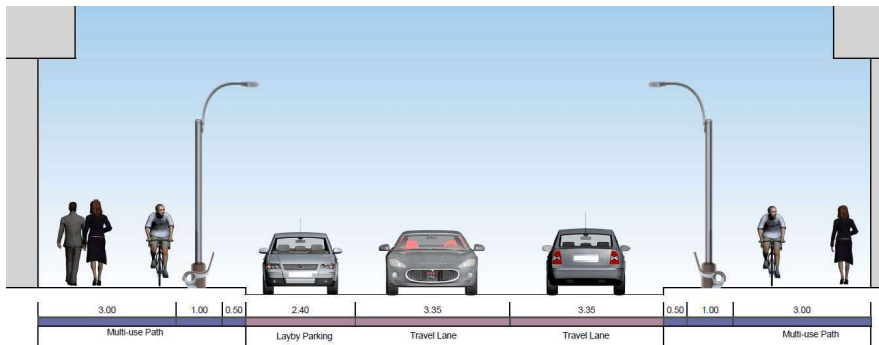 3.00 1.00 0.50 2.40 3.35 3.35 0.50 1.00 3.00
Multi-use Path Layby Parking Travel Lane Travel Lane Multi-use Path